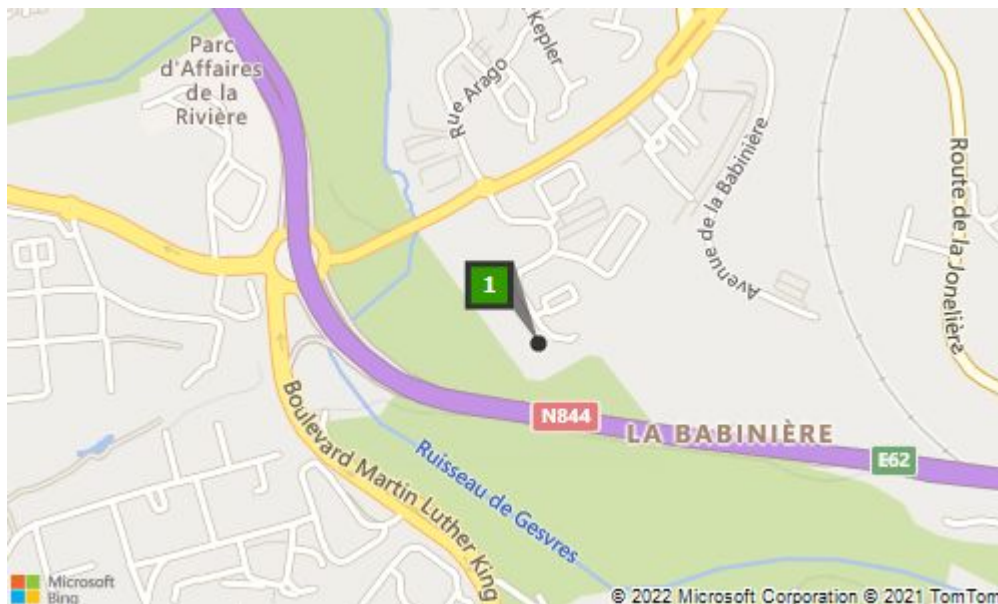 Parc
d'Affaires
de la
Rivière
Kepler
Rue Arago
Avenue de la Babinière
Route de la Jonelière
1
N844
LA BABINIÈRE
E62
Boulevard Martin Luther King
Ruisseau de Gesvres
Microsoft
Bing
© 2022 Microsoft Corporation © 2021 TomTom